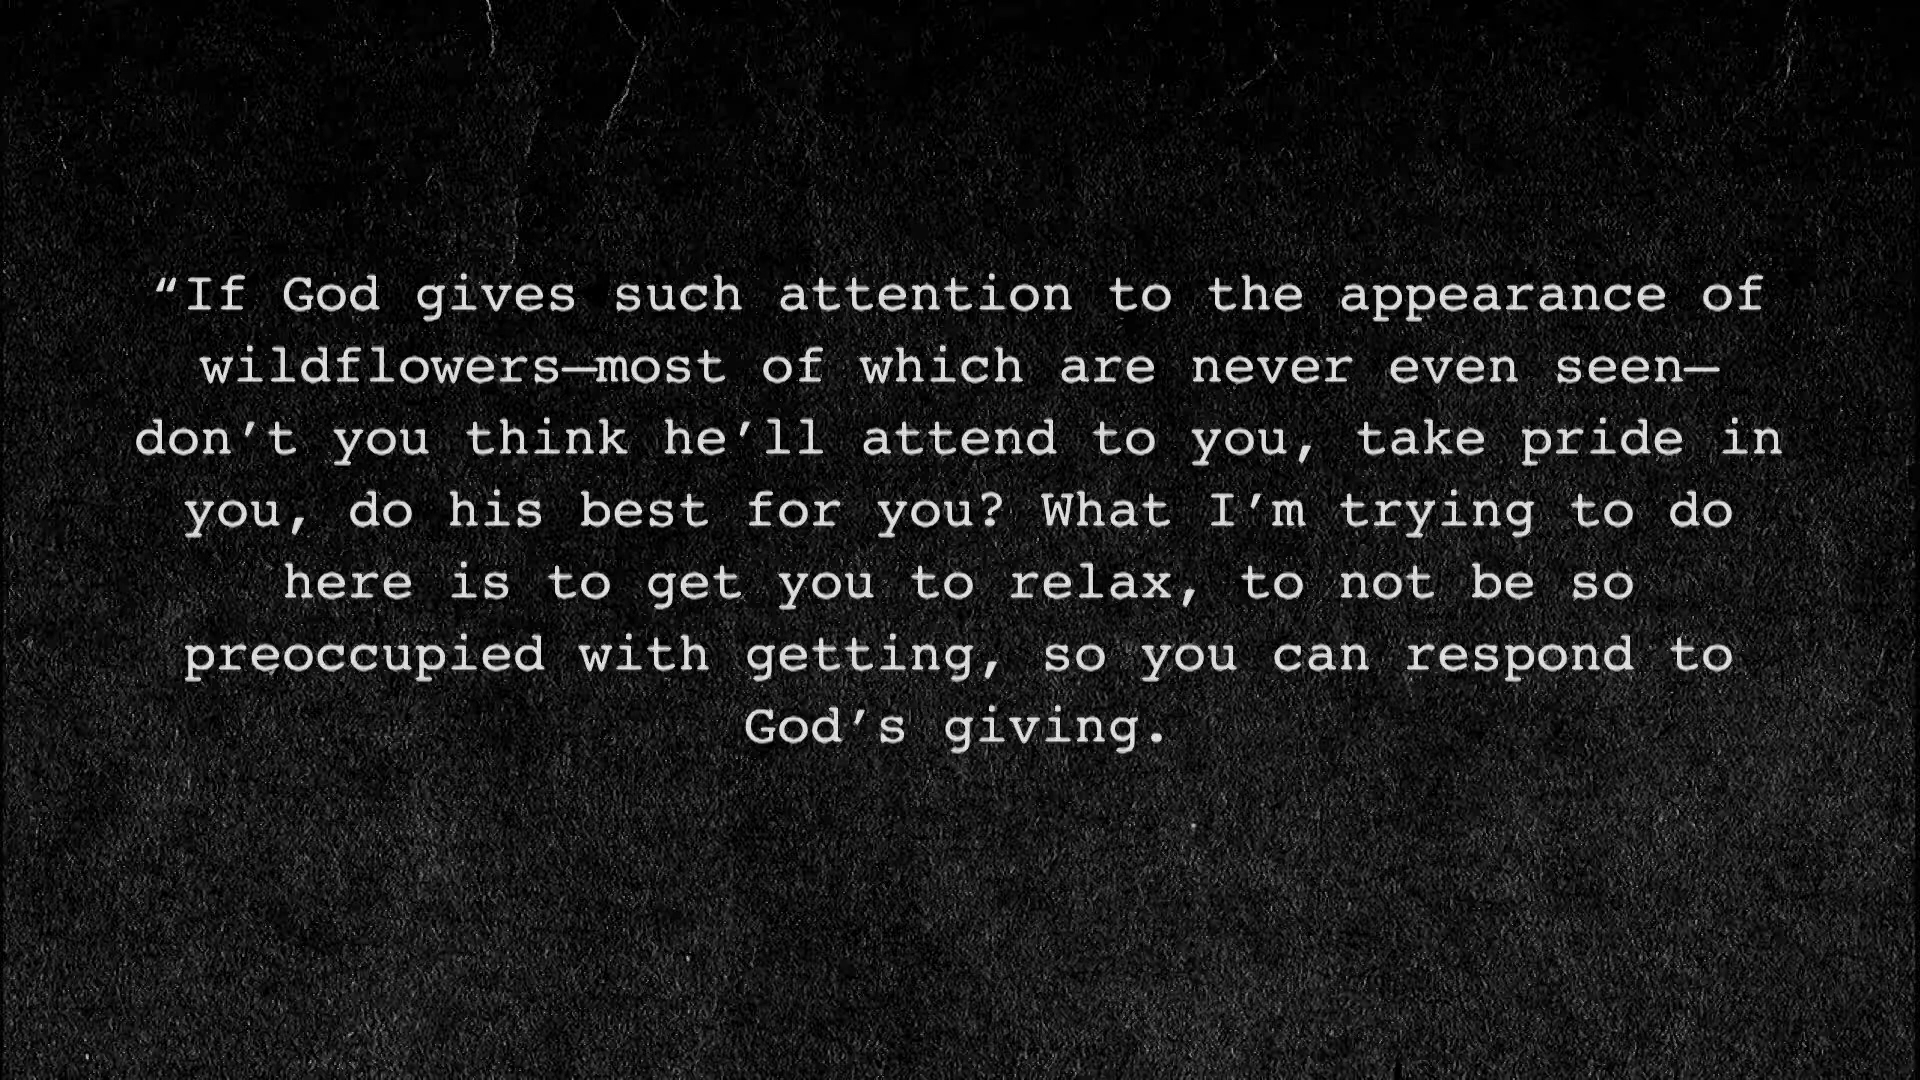 “If God gives such attention to the appearance of
wildflowers—most of which are never even seen—
don’t you think he’ll attend to you, take pride in
you, do his best for you? What I’m trying to do
here is to get you to relax, to not be so
preoccupied with getting, so you can respond to
God’s giving.